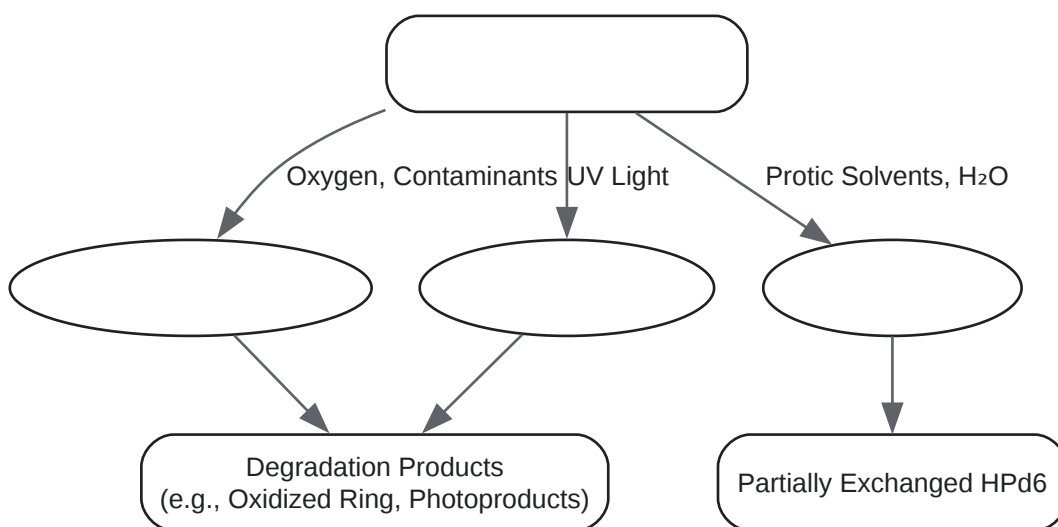 Oxygen, Contaminants
UV Light
Protic Solvents, H₂O
Degradation Products
(e.g., Oxidized Ring, Photoproducts)
Partially Exchanged HPd6